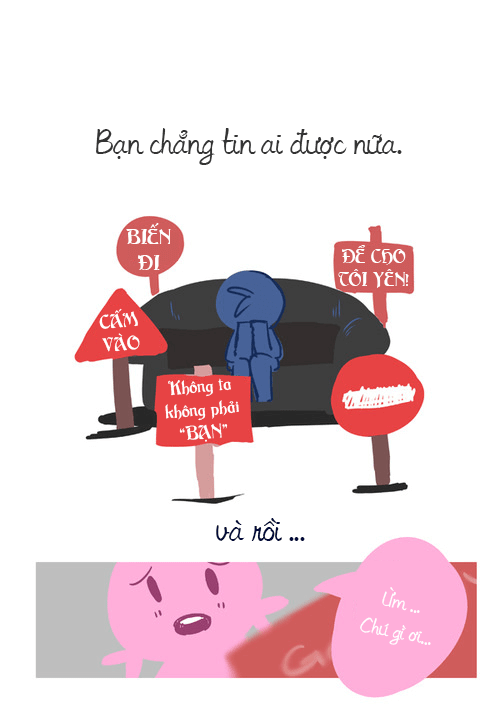 Bạn chẳng tin ai được nữa.
BIẾN
ĐI
ĐỂ CHO
TÔI YÊN!
CẤM
VÀO
Không ta
không phải
“BẠN”
và rồi ...
Ừm ...
Chú gì ơi...